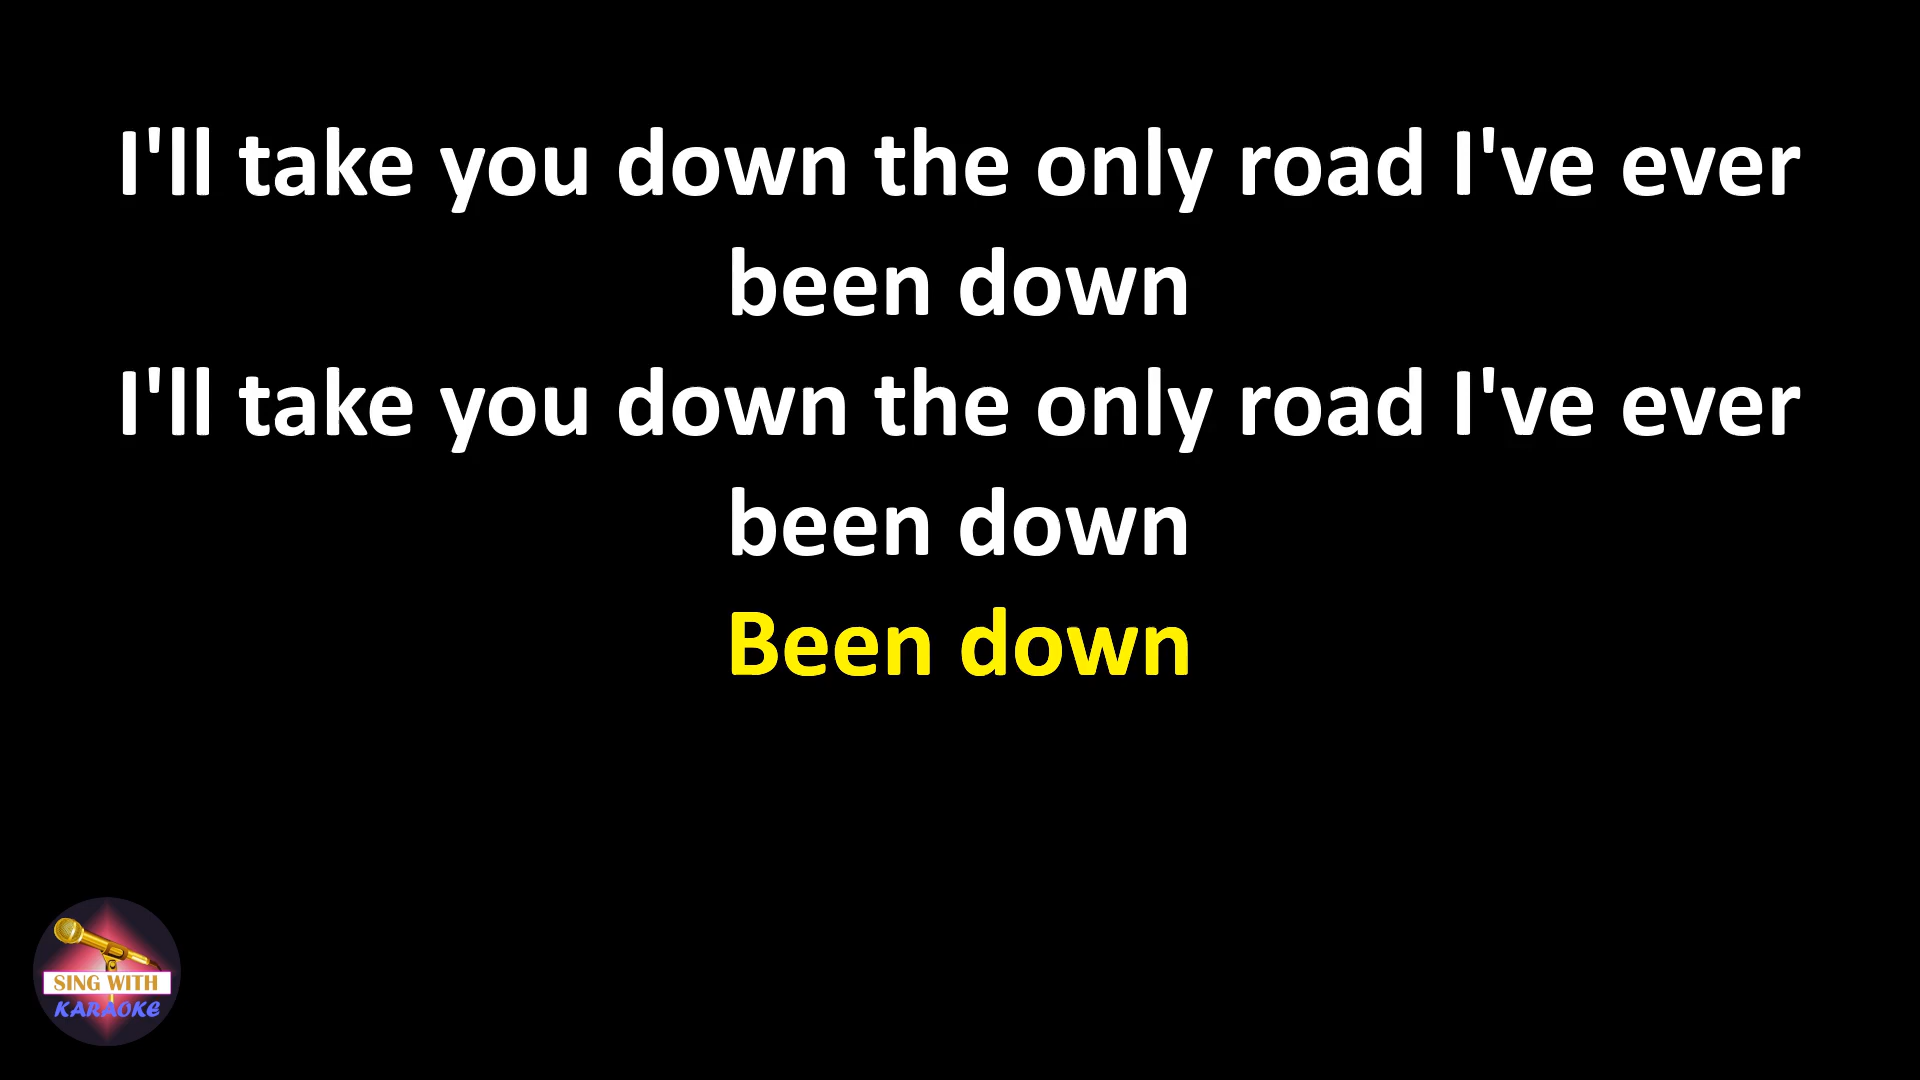 I'll take you down the only road I've ever
been down
I'll take you down the only road I've ever
been down
Been down
SING WITH
KARAOKE